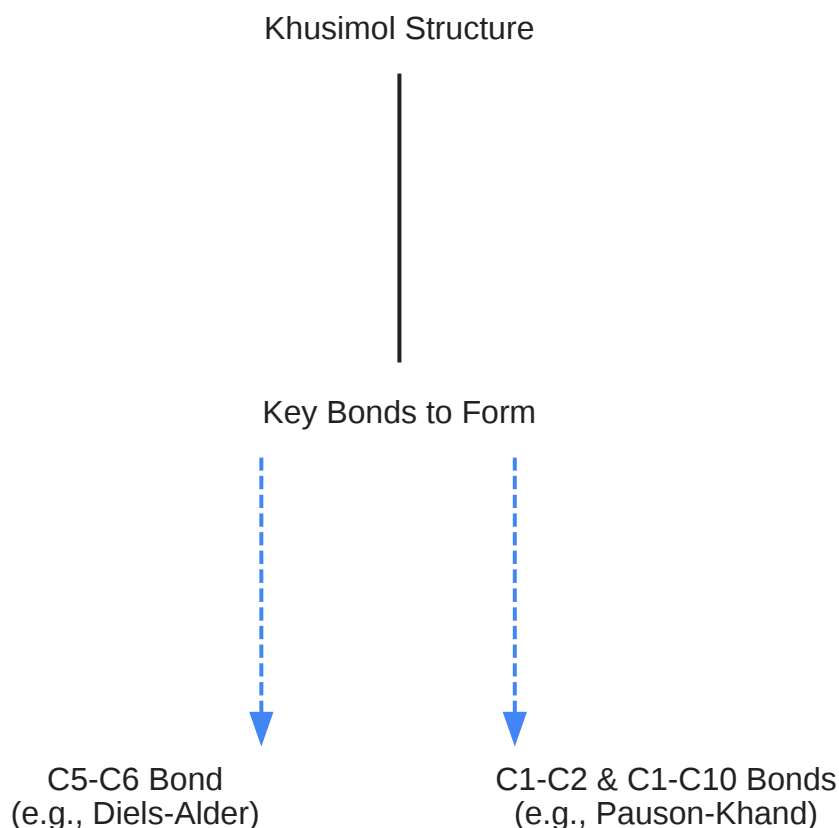 Khusimol Structure
Key Bonds to Form
C5-C6 Bond
(e.g., Diels-Alder)
C1-C2 & C1-C10 Bonds
(e.g., Pauson-Khand)